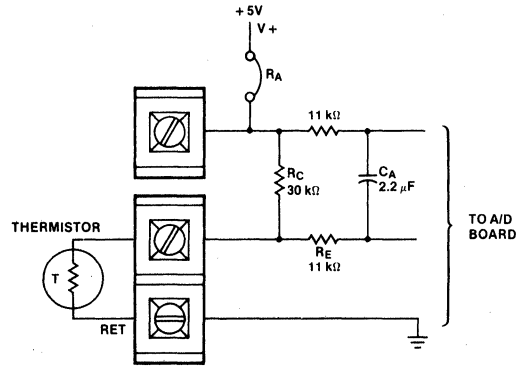 + 5V
V +
RA
11 kΩ
RC
30 kΩ
CA
2.2 μF
THERMISTOR
T
RE
11 kΩ
TO A/D
BOARD
RET